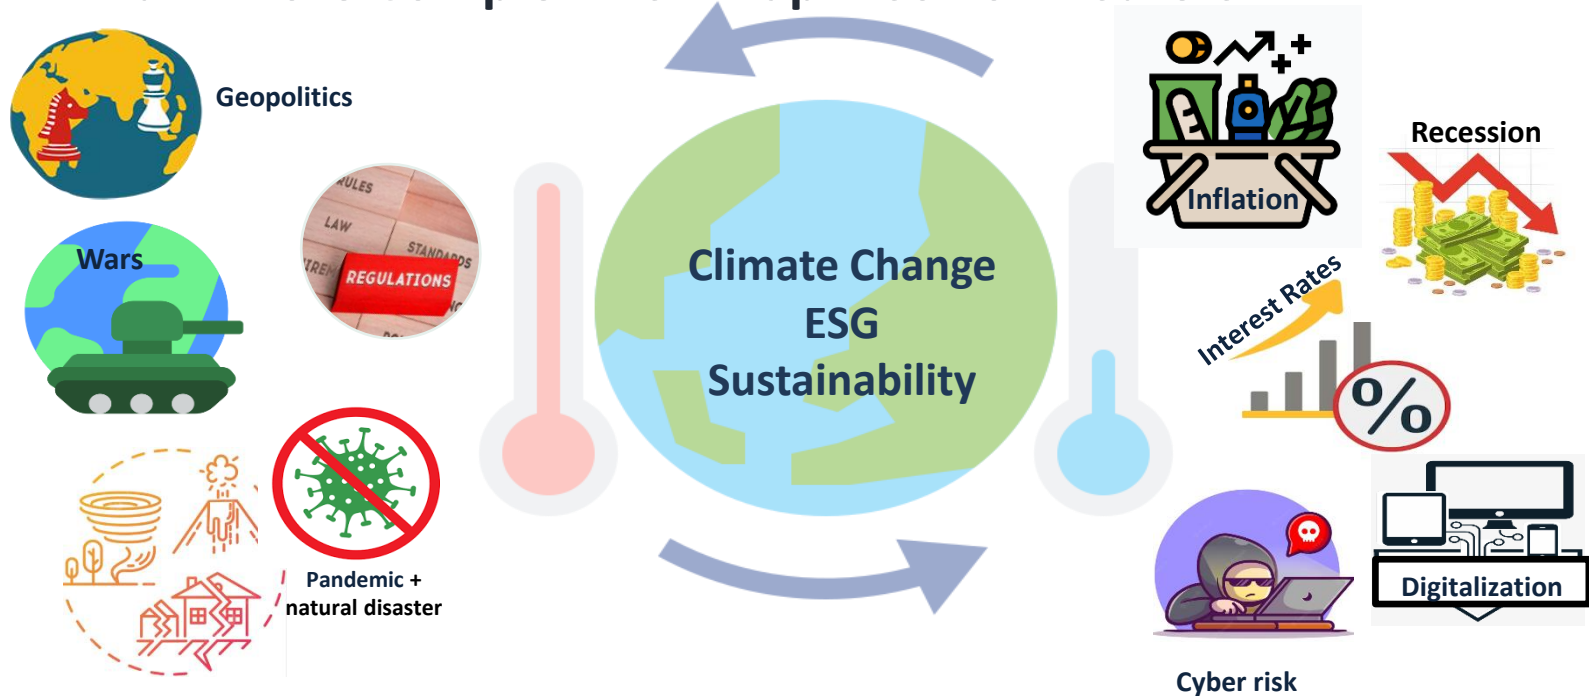 Geopolitics
Wars
RULES
LAW
STANDARDS
REGULATIONS
Pandemic +
natural disaster
Climate Change
ESG
Sustainability
Inflation
Recession
Interest Rates
%
Digitalization
Cyber risk